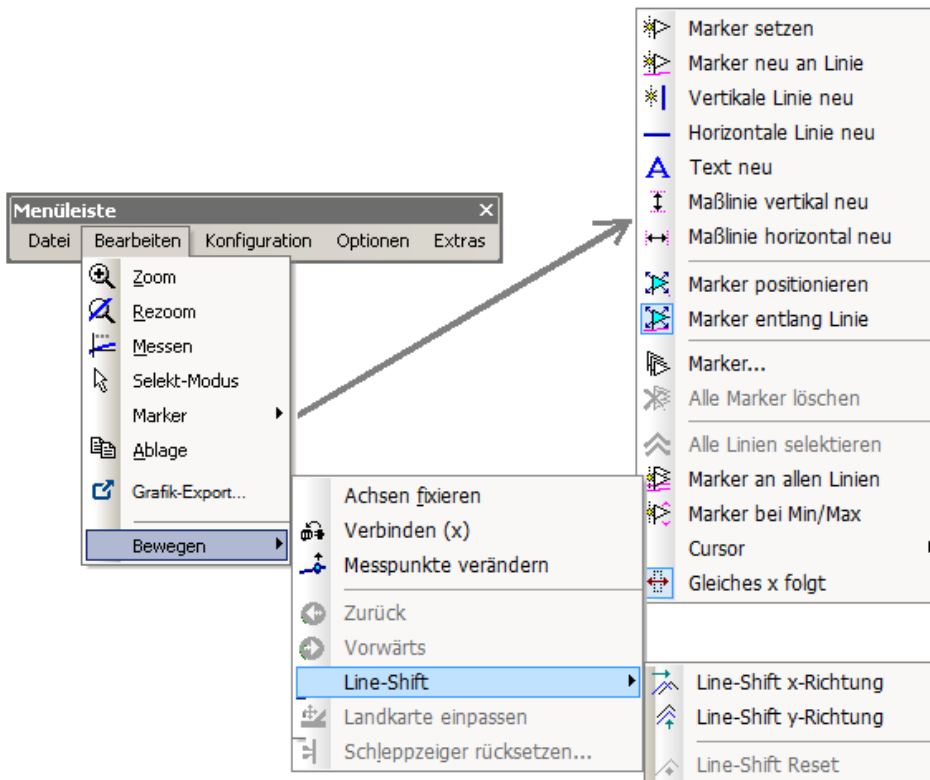 Menüleiste
Datei Bearbeiten Konfiguration Optionen Extras
Zoom
Rezoom
Messen
Selekt-Modus
Marker
Ablage
Grafik-Export...
Bewegen
Marker setzen
Marker neu an Linie
Vertikale Linie neu
Horizontale Linie neu
Text neu
Maßlinie vertikal neu
Maßlinie horizontal neu
Marker positionieren
Marker entlang Linie
Marker...
Alle Marker löschen
Alle Linien selektieren
Marker an allen Linien
Marker bei Min/Max
Cursor
Gleiches x folgt
Achsen fixieren
Verbinden (x)
Messpunkte verändern
Zurück
Vorwärts
Line-Shift
Landkarte einpassen
Schleppzeiger rücksetzen...
Line-Shift x-Richtung
Line-Shift y-Richtung
Line-Shift Reset